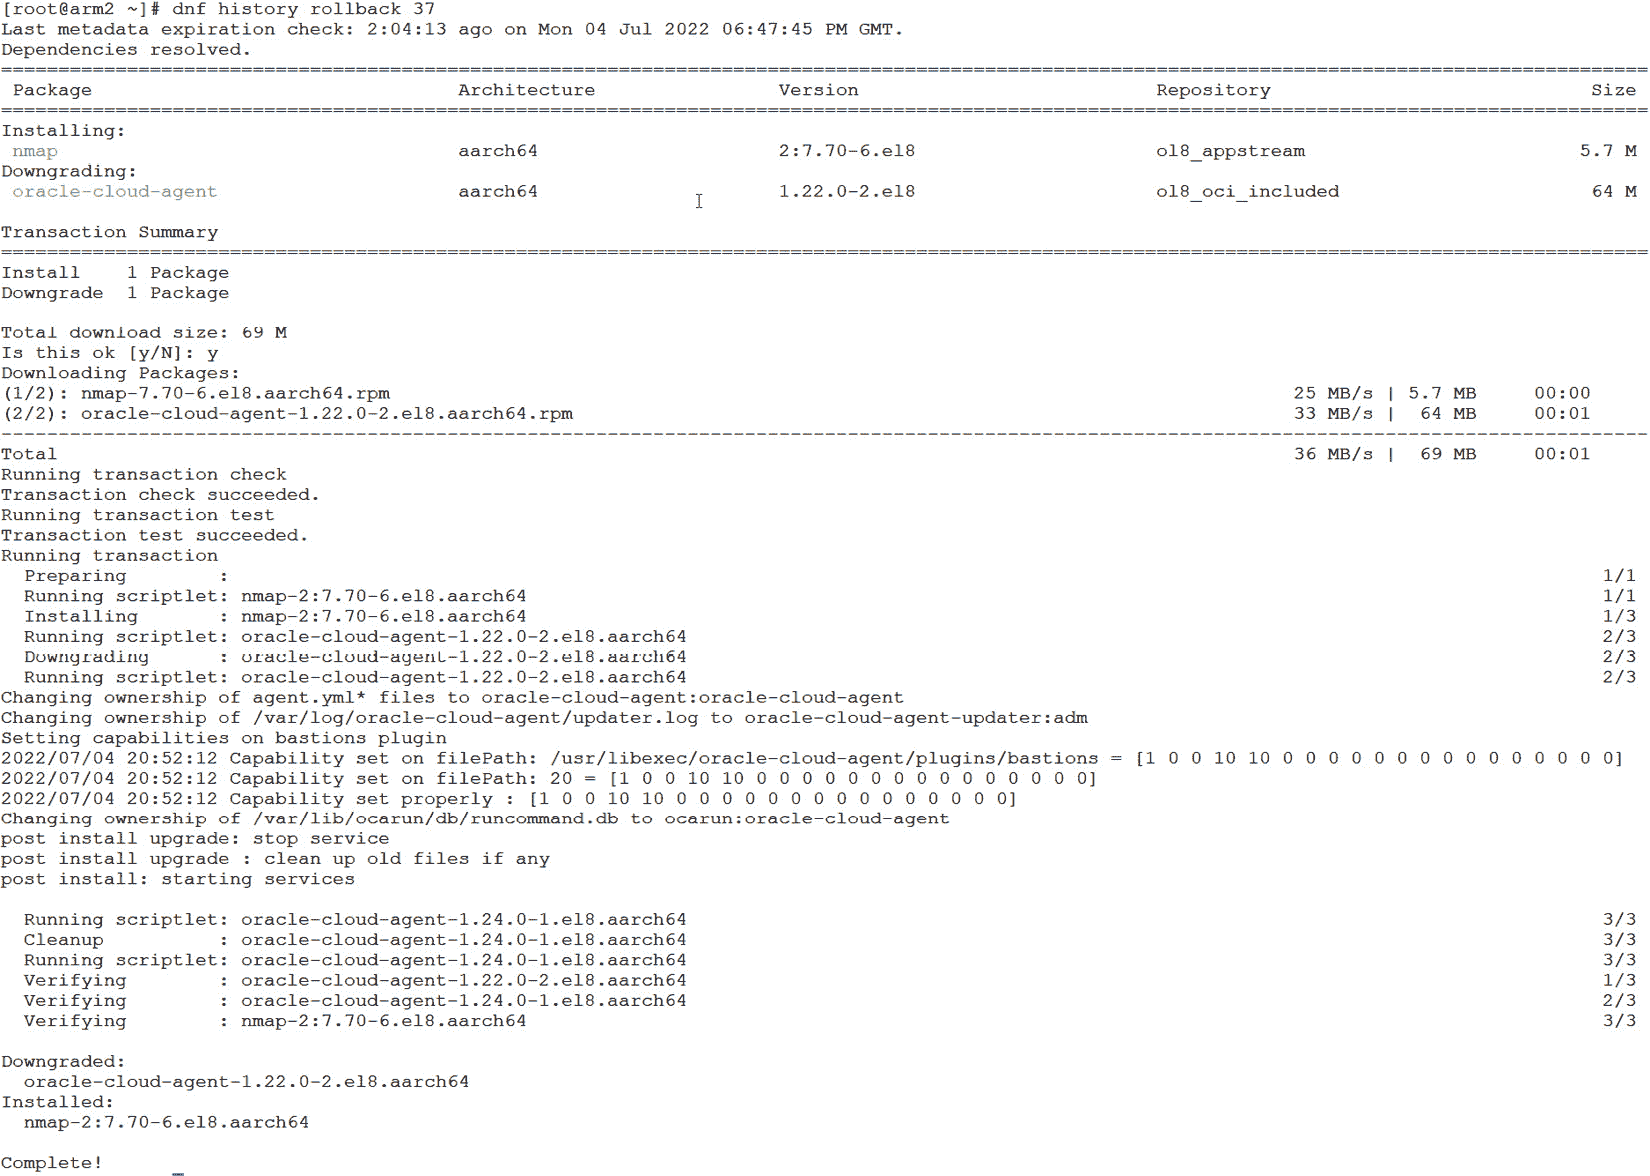 [root@arm2 ~]# dnf history rollback 37
Last metadata expiration check: 2:04:13 ago on Mon 04 Jul 2022 06:47:45 PM GMT.
Dependencies resolved.
================================================================================
Package Architecture Version Repository Size
================================================================================
Installing:
nmap aarch64 2:7.70-6.el8 ol8_appstream 5.7 M
Downgrading:
oracle-cloud-agent aarch64 1.22.0-2.el8 ol8_oci_included 64 M
Transaction Summary
================================================================================
Install 1 Package
Downgrade 1 Package
Total download size: 69 M
Is this ok [y/N]: y
Downloading Packages:
(1/2): nmap-7.70-6.el8.aarch64.rpm 25 MB/s | 5.7 MB 00:00
(2/2): oracle-cloud-agent-1.22.0-2.el8.aarch64.rpm 33 MB/s | 64 MB 00:01
--------------------------------------------------------------------------------
Total 36 MB/s | 69 MB 00:01
Running transaction check
Transaction check succeeded.
Running transaction test
Transaction test succeeded.
Running transaction
Preparing : 1/1
Running scriptlet: nmap-2:7.70-6.el8.aarch64 1/1
Installing : nmap-2:7.70-6.el8.aarch64 1/3
Running scriptlet: oracle-cloud-agent-1.22.0-2.el8.aarch64 2/3
Downgrading : oracle-cloud-agent-1.22.0-2.el8.aarch64 2/3
Running scriptlet: oracle-cloud-agent-1.22.0-2.el8.aarch64 2/3
Changing ownership of agent.yml* files to oracle-cloud-agent:oracle-cloud-agent
Changing ownership of /var/log/oracle-cloud-agent/updater.log to oracle-cloud-agent-updater:adm
Setting capabilities on bastions plugin
2022/07/04 20:52:12 Capability set on filePath: /usr/libexec/oracle-cloud-agent/plugins/bastions = [1 0 0 10 10 0 0 0 0 0 0 0 0 0 0 0 0 0 0 0]
2022/07/04 20:52:12 Capability set on filePath: 20 = [1 0 0 10 10 0 0 0 0 0 0 0 0 0 0 0 0 0 0 0]
2022/07/04 20:52:12 Capability set properly : [1 0 0 10 10 0 0 0 0 0 0 0 0 0 0 0 0 0 0 0]
Changing ownership of /var/lib/ocarun/db/runcommand.db to ocarun:oracle-cloud-agent
post install upgrade: stop service
post install upgrade : clean up old files if any
post install: starting services
Running scriptlet: oracle-cloud-agent-1.24.0-1.el8.aarch64 3/3
Cleanup : oracle-cloud-agent-1.24.0-1.el8.aarch64 3/3
Running scriptlet: oracle-cloud-agent-1.24.0-1.el8.aarch64 3/3
Verifying : oracle-cloud-agent-1.22.0-2.el8.aarch64 1/3
Verifying : oracle-cloud-agent-1.24.0-1.el8.aarch64 2/3
Verifying : nmap-2:7.70-6.el8.aarch64 3/3
Downgraded:
oracle-cloud-agent-1.22.0-2.el8.aarch64
Installed:
nmap-2:7.70-6.el8.aarch64
Complete!